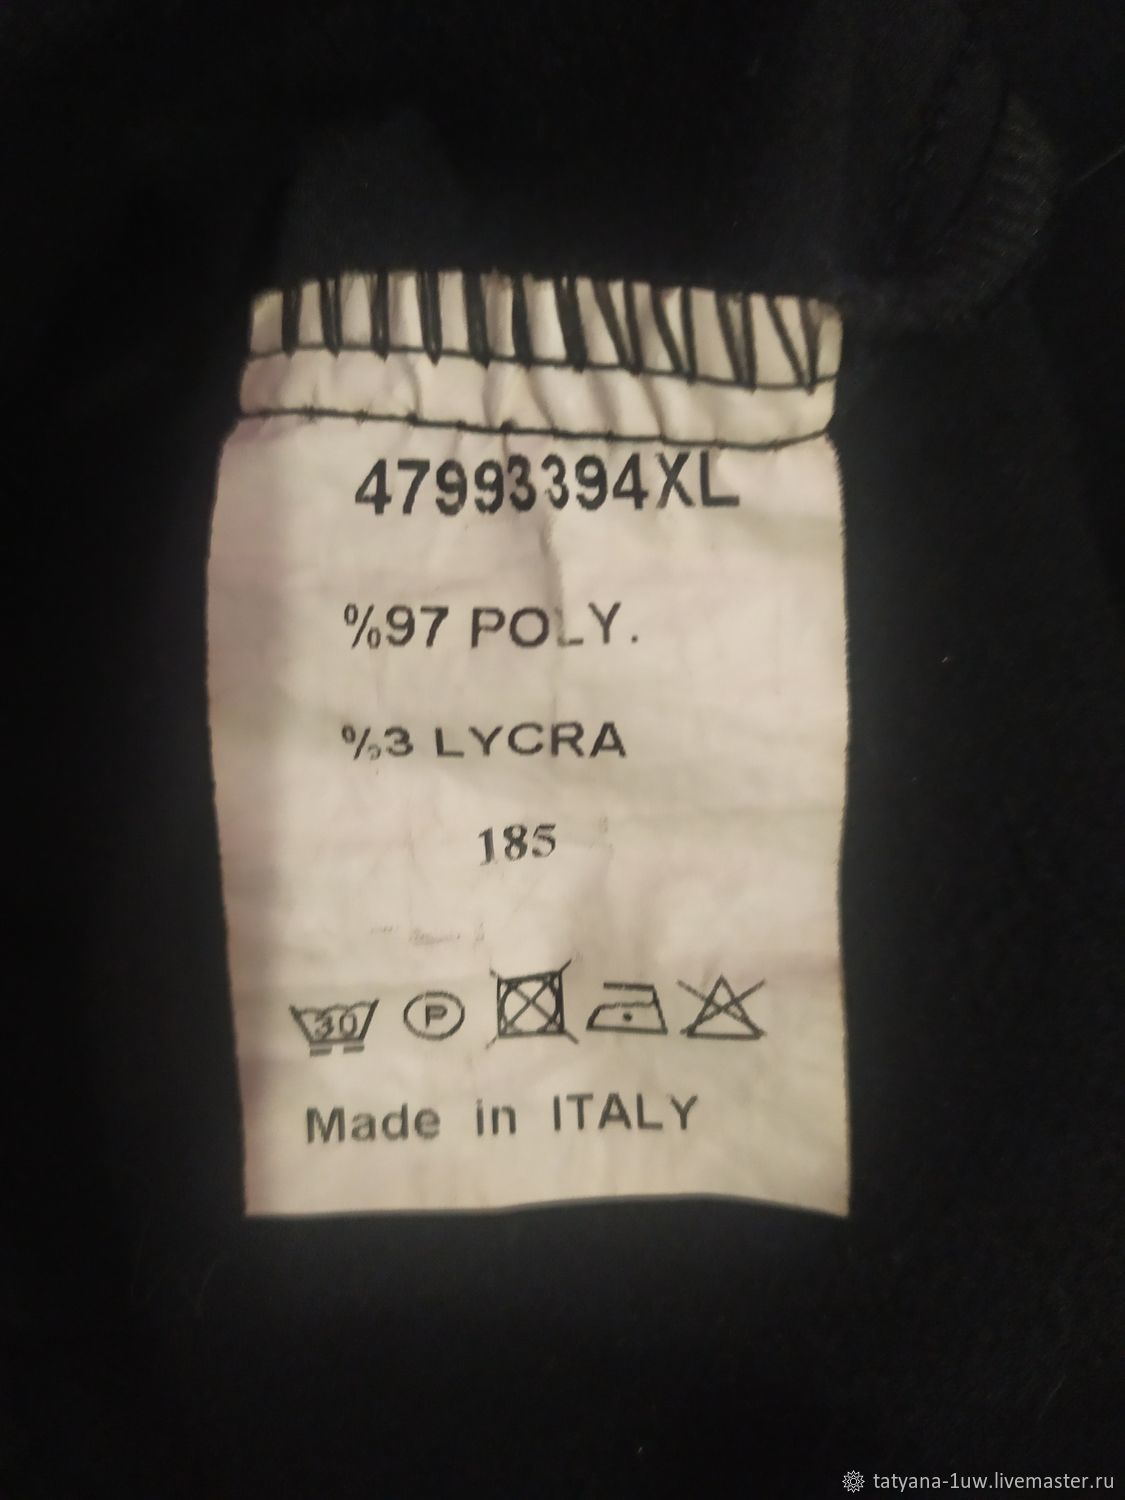 47993394XL
%97 POLY.
%3 LYCRA
185
30 P
Made in ITALY
tatyana-1uw.livemaster.ru